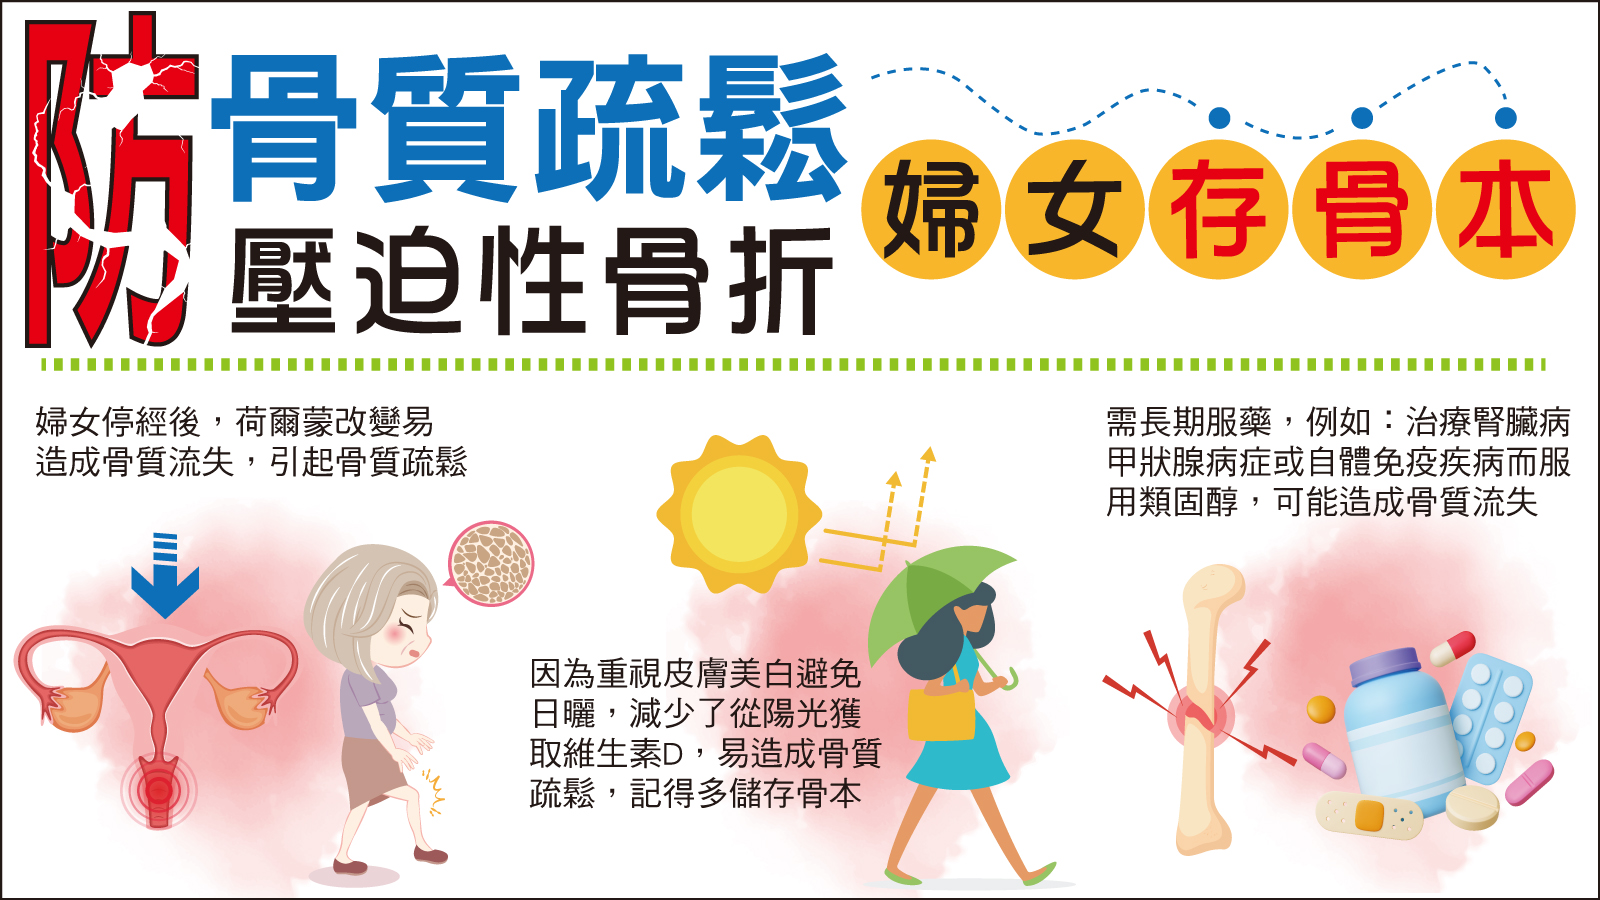 防骨質疏鬆
壓迫性骨折
婦女存骨本
婦女停經後，荷爾蒙改變易
造成骨質流失，引起骨質疏鬆
因為重視皮膚美白避免
日曬，減少了從陽光獲
取維生素D，易造成骨質
疏鬆，記得多儲存骨本
需長期服藥，例如：治療腎臟病
甲狀腺病症或自體免疫疾病而服
用類固醇，可能造成骨質流失